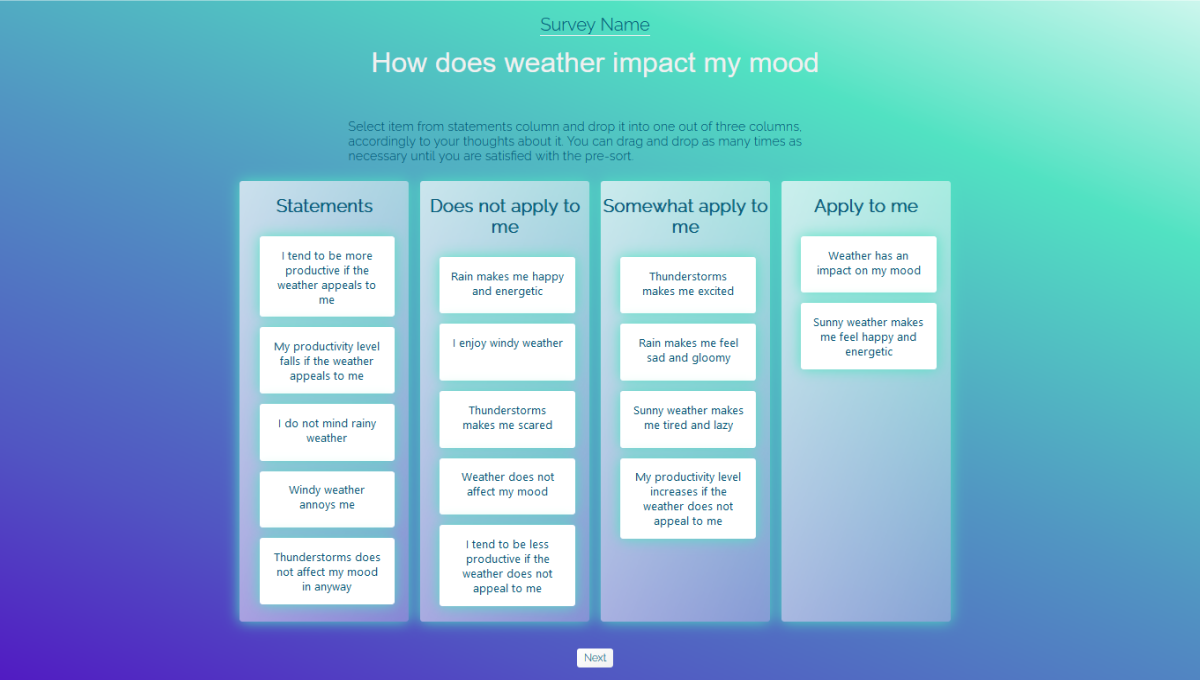 Survey Name
How does weather impact my mood
Select item from statements column and drop it into one out of three columns,
accordingly to your thoughts about it. You can drag and drop as many times as
necessary until you are satisfied with the pre-sort.
Statements
I tend to be more
productive if the
weather appeals to
me
My productivity level
falls if the weather
appeals to me
I do not mind rainy
weather
Windy weather
annoys me
Thunderstorms does
not affect my mood
in anyway
Does not apply to
me
Rain makes me happy
and energetic
I enjoy windy weather
Thunderstorms
makes me scared
Weather does not
affect my mood
I tend to be less
productive if the
weather does not
appeal to me
Somewhat apply to
me
Thunderstorms
makes me excited
Rain makes me feel
sad and gloomy
Sunny weather makes
me tired and lazy
My productivity level
increases if the
weather does not
appeal to me
Apply to me
Weather has an
impact on my mood
Sunny weather makes
me feel happy and
energetic
Next